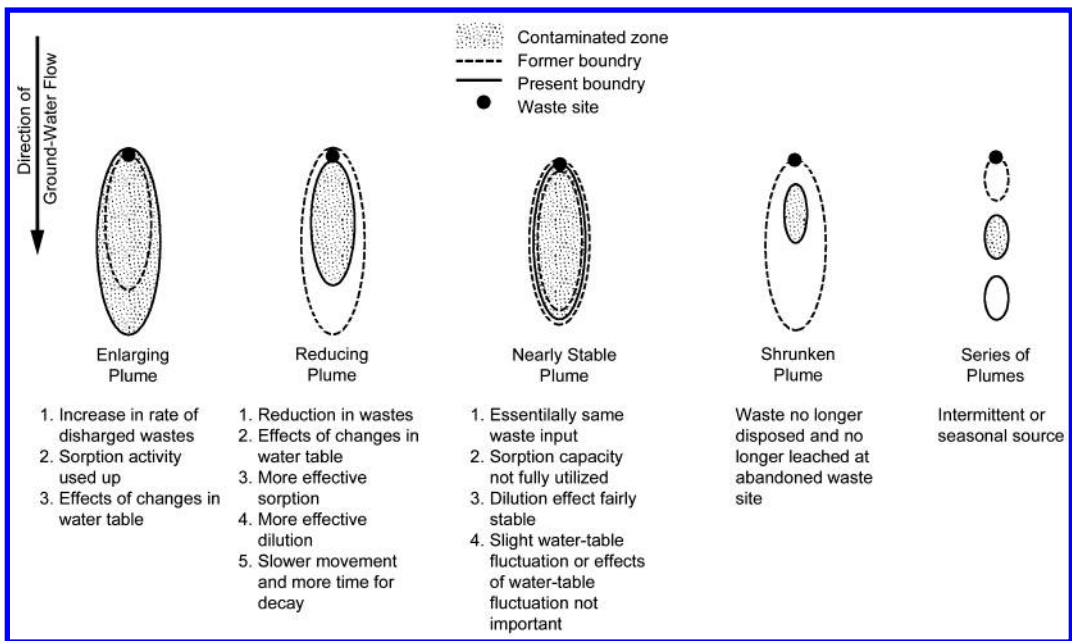 Contaminated zone
Former boundry
Present boundry
Waste site
Direction of
Ground-Water Flow
Enlarging
Plume
1. Increase in rate of
disharged wastes
2. Sorption activity
used up
3. Effects of changes in
water table
Reducing
Plume
1. Reduction in wastes
2. Effects of changes in
water table
3. More effective
sorption
4. More effective
dilution
5. Slower movement
and more time for
decay
Nearly Stable
Plume
1. Essentilally same
waste input
2. Sorption capacity
not fully utilized
3. Dilution effect fairly
stable
4. Slight water-table
fluctuation or effects
of water-table
fluctuation not
important
Shrunken
Plume
Waste no longer
disposed and no
longer leached at
abandoned waste
site
Series of
Plumes
Intermittent or
seasonal source